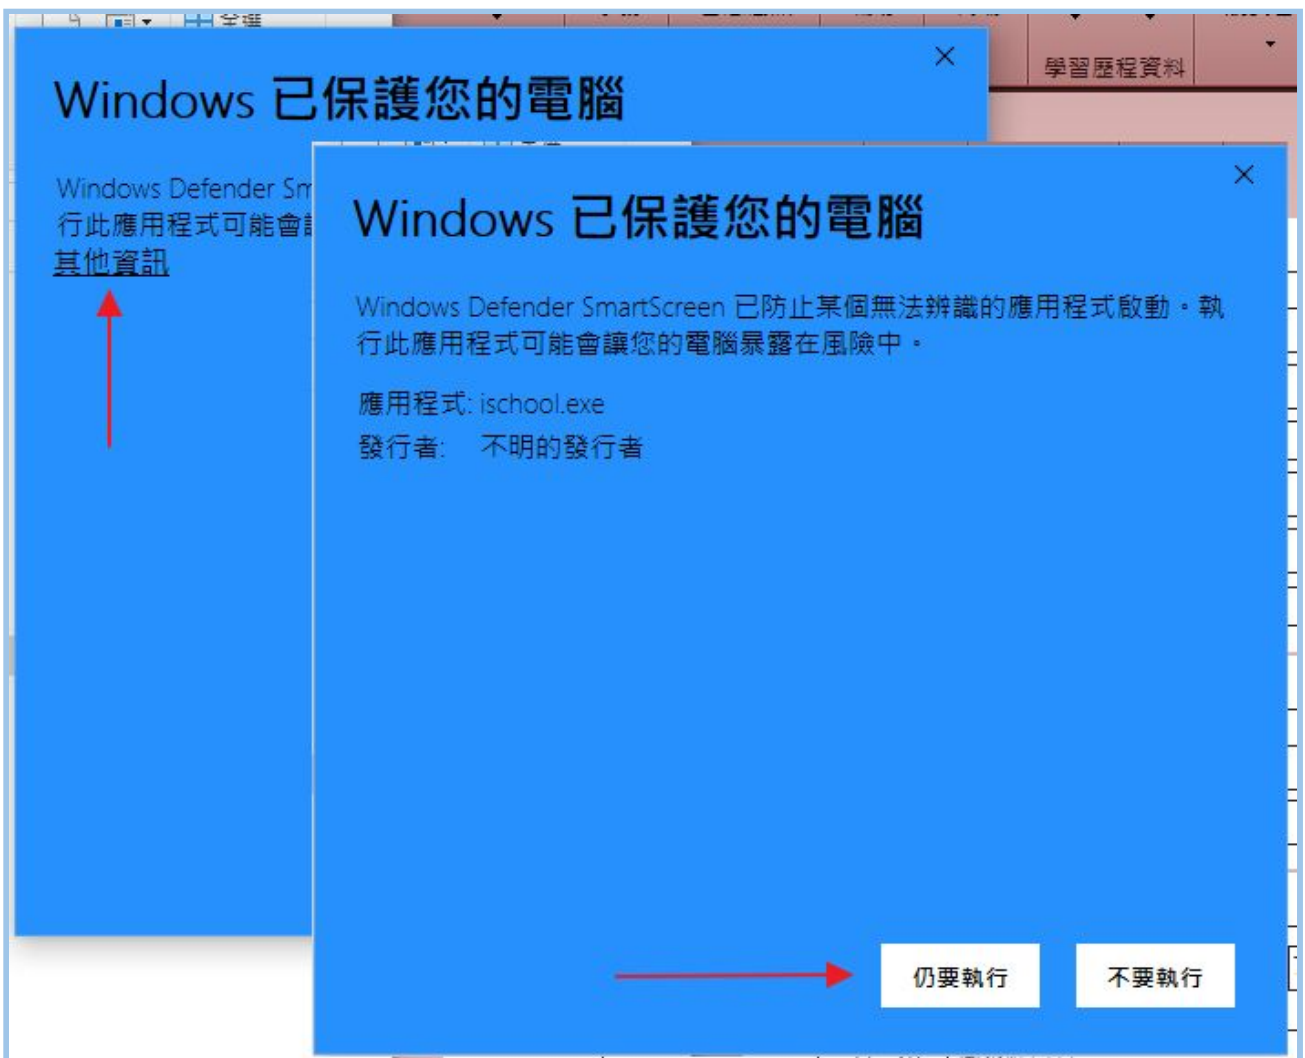 全選
學習歷程資料
Windows 已保護您的電腦
Windows Defender Sm
行此應用程式可能會
其他資訊
Windows 已保護您的電腦
Windows Defender SmartScreen 已防止某個無法辨識的應用程式啟動。執
行此應用程式可能會讓您的電腦暴露在風險中。
應用程式: ischool.exe
發行者: 不明的發行者
仍要執行
不要執行